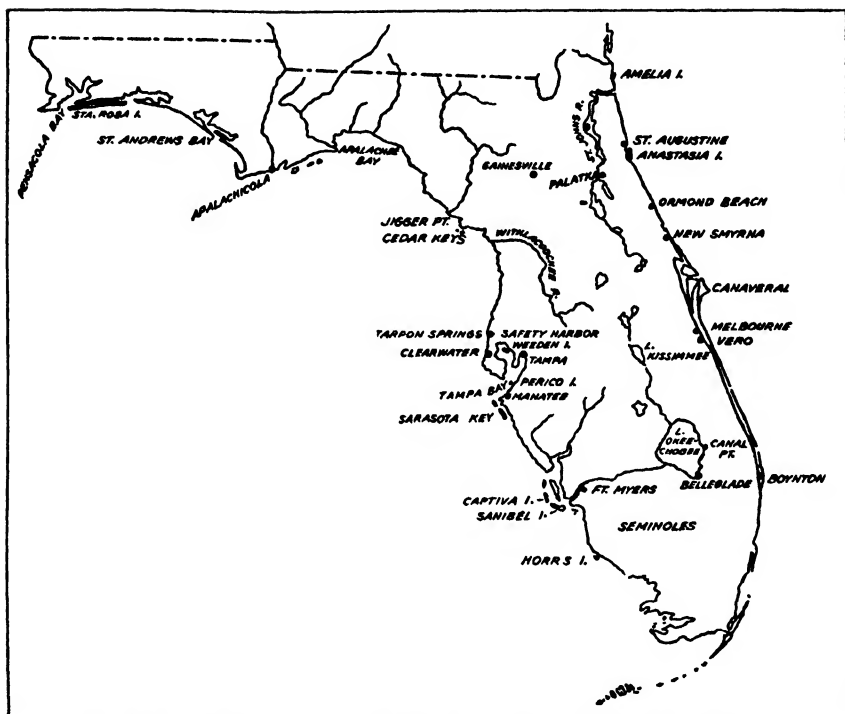 AMELIA I.
PENSACOLA BAY
STA. ROSA I.
ST. ANDREWS BAY
APALACHICOLA
APALACHEE
BAY
ST. JOHNS R.
ST. AUGUSTINE
ANASTASIA I.
GAINESVILLE
PALATKA
ORMOND BEACH
JIGGER PT.
CEDAR KEYS
WITHLACOOCHEE R.
NEW SMYRNA
CANAVERAL
TARPON SPRINGS
SAFETY HARBOR
WEEDEN I.
CLEARWATER
TAMPA
L.
KISSIMMEE
MELBOURNE
VERO
TAMPA BAY
PERICO I.
MANATEE
SARASOTA KEY
L.
OKEE-
CHOBEE
CANAL
PT.
BELLEGLADE
BOYNTON
FT. MYERS
CAPTIVA I.
SANIBEL I.
SEMINOLES
HORRS I.